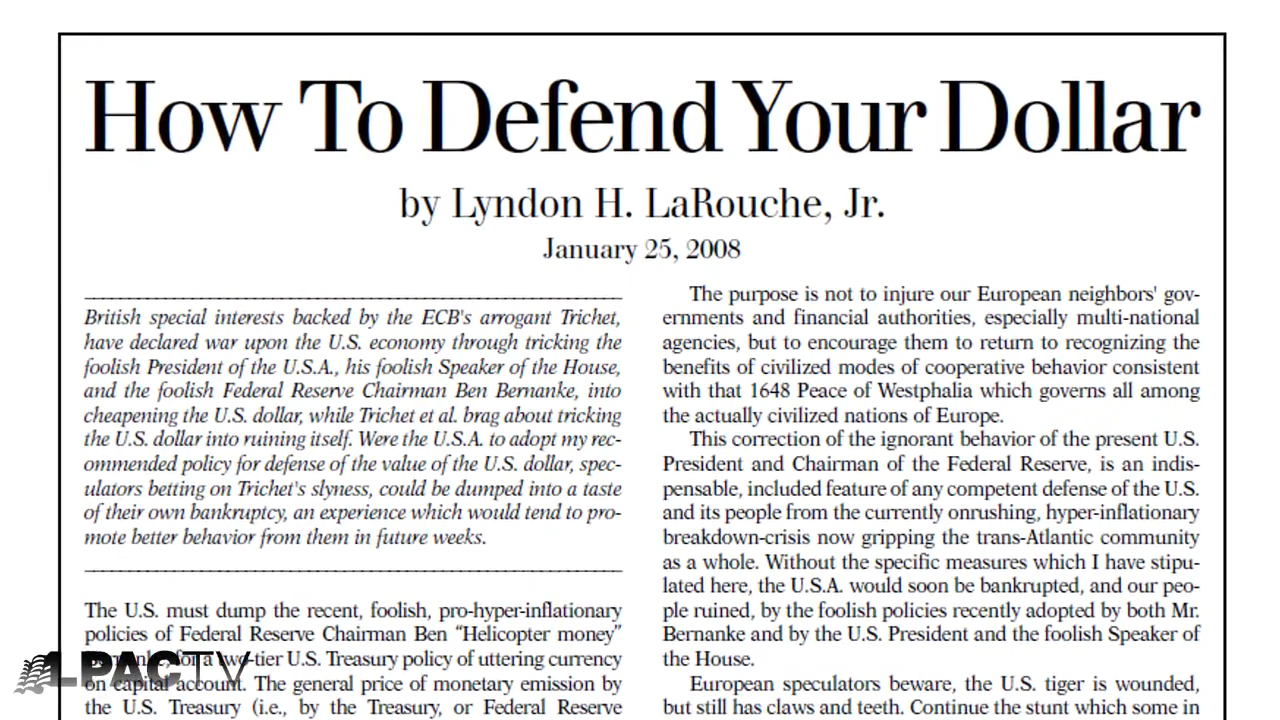 How To Defend Your Dollar
by Lyndon H. LaRouche, Jr.
January 25, 2008
British special interests backed by the ECB's arrogant Trichet,
have declared war upon the U.S. economy through tricking the
foolish President of the U.S.A., his foolish Speaker of the House,
and the foolish Federal Reserve Chairman Ben Bernanke, into
cheapening the U.S. dollar, while Trichet et al. brag about tricking
the U.S. dollar into ruining itself. Were the U.S.A. to adopt my rec-
ommended policy for defense of the value of the U.S. dollar, spec-
ulators betting on Trichet's slyness, could be dumped into a taste
of their own bankruptcy, an experience which would tend to pro-
mote better behavior from them in future weeks.
The U.S. must dump the recent, foolish, pro-hyper-inflationary
policies of Federal Reserve Chairman Ben “Helicopter money”
Bernanke, for a two-tier U.S. Treasury policy of uttering currency
on capital account. The general price of monetary emission by
the U.S. Treasury (i.e., by the Treasury, or Federal Reserve
The purpose is not to injure our European neighbors' gov-
ernments and financial authorities, especially multi-national
agencies, but to encourage them to return to recognizing the
benefits of civilized modes of cooperative behavior consistent
with that 1648 Peace of Westphalia which governs all among
the actually civilized nations of Europe.
This correction of the ignorant behavior of the present U.S.
President and Chairman of the Federal Reserve, is an indis-
pensable, included feature of any competent defense of the U.S.
and its people from the currently onrushing, hyper-inflationary
breakdown-crisis now gripping the trans-Atlantic community
as a whole. Without the specific measures which I have stipu-
lated here, the U.S.A. would soon be bankrupted, and our peo-
ple ruined, by the foolish policies recently adopted by both Mr.
Bernanke and by the U.S. President and the foolish Speaker of
the House.
European speculators beware, the U.S. tiger is wounded,
but still has claws and teeth. Continue the stunt which some in
LPACTV